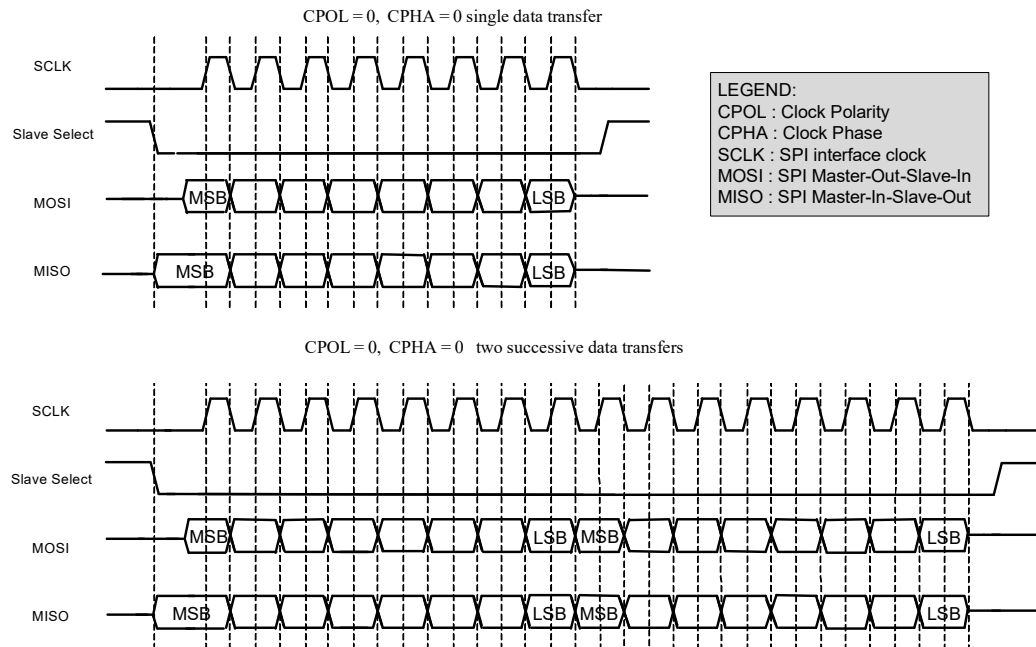 CPOL = 0, CPHA = 0 single data transfer
SCLK
Slave Select
MOSI
MSB
LSB
MISO
MSB
LSB
LEGEND:
CPOL : Clock Polarity
CPHA : Clock Phase
SCLK : SPI interface clock
MOSI : SPI Master-Out-Slave-In
MISO : SPI Master-In-Slave-Out
CPOL = 0, CPHA = 0 two successive data transfers
SCLK
Slave Select
MOSI
MSB
LSB
MSB
LSB
MISO
MSB
LSB
MSB
LSB